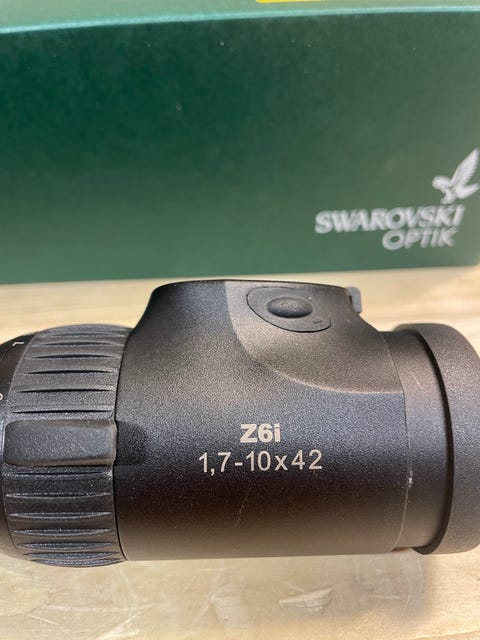 SWAROVSKI
OPTIK
Z6i
1,7-10x42